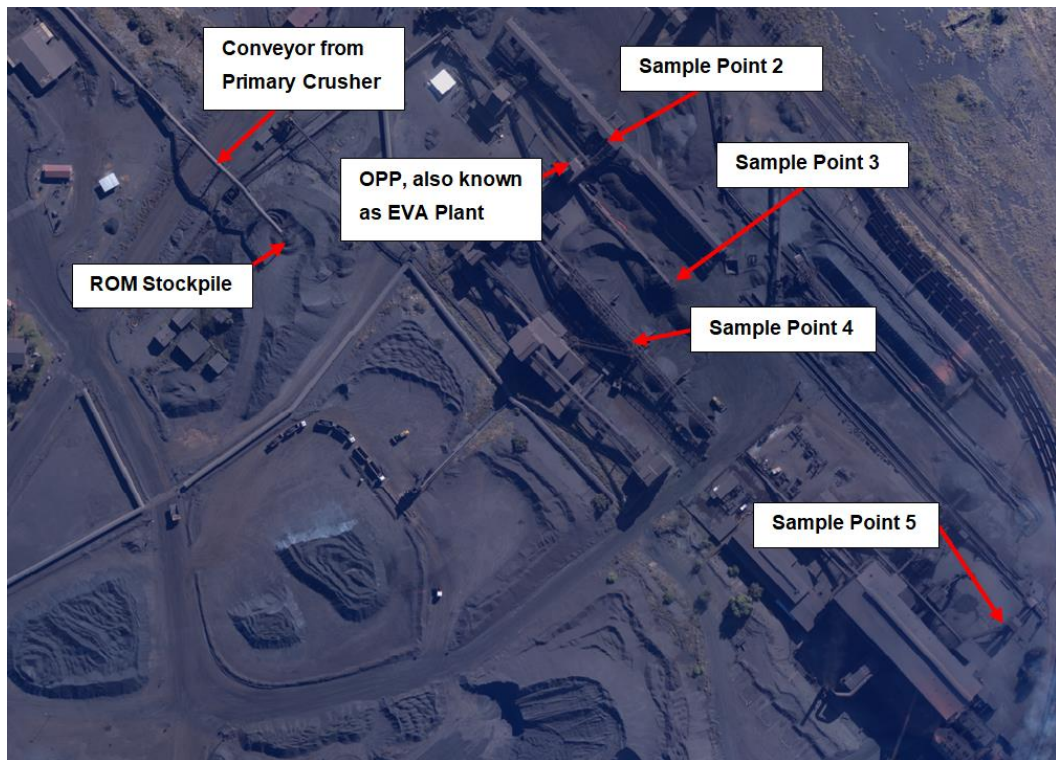 Conveyor from
Primary Crusher
Sample Point 2
OPP, also known
as EVA Plant
Sample Point 3
ROM Stockpile
Sample Point 4
Sample Point 5